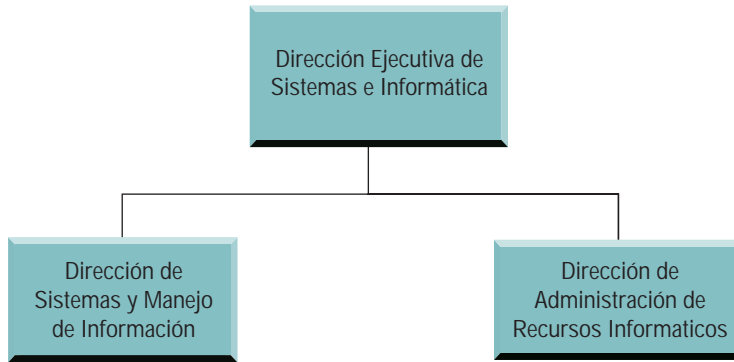 Dirección Ejecutiva de
Sistemas e Informática
Dirección de
Sistemas y Manejo
de Información
Dirección de
Administración de
Recursos Informaticos